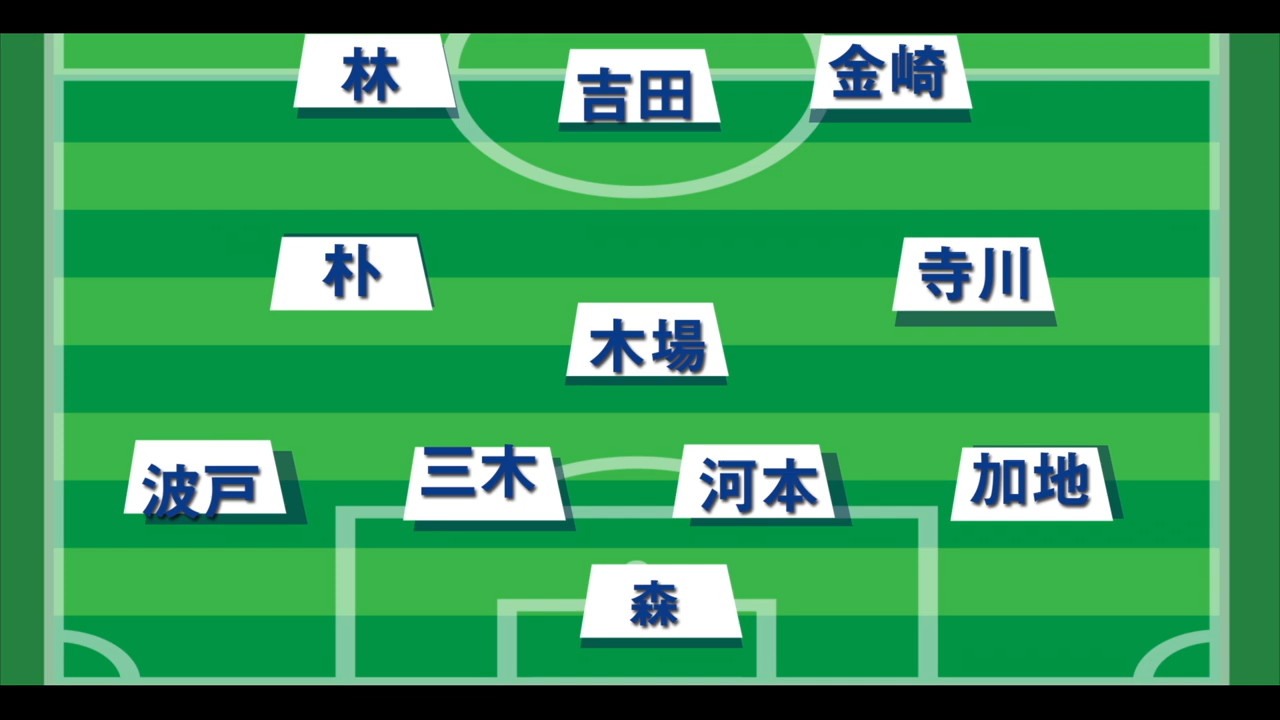 林
吉田
金崎
朴
寺川
木場
波戸
三木
河本
加地
森